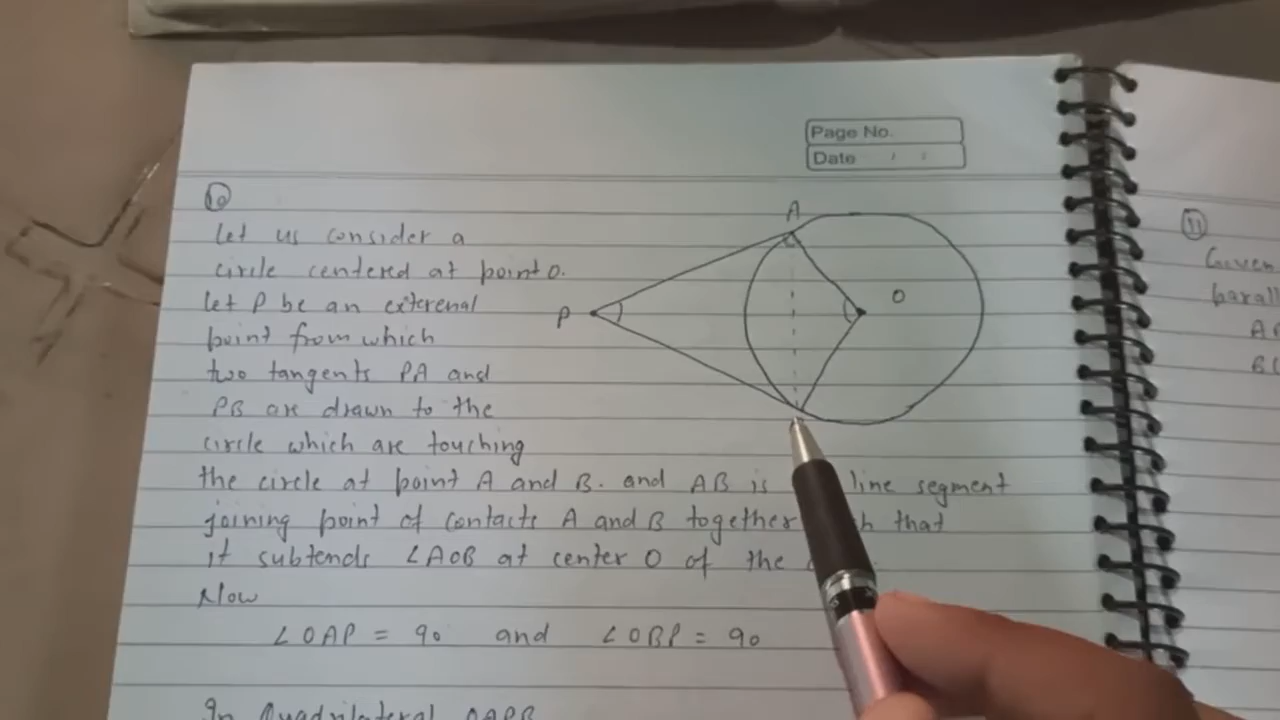 Page No.
Date
10
Let us consider a
circle centered at point O.
let P be an exterenal
point from which
two tangents PA and
PB are drawn to the
circle which are touching
the circle at point A and B. and AB is line segment
joining point of contacts A and B together that
it subtends ∠AOB at center O of the
Now
∠OAP = 90 and ∠OBP = 90
In Quadrilateral OAPB
A
P
O
11
Given